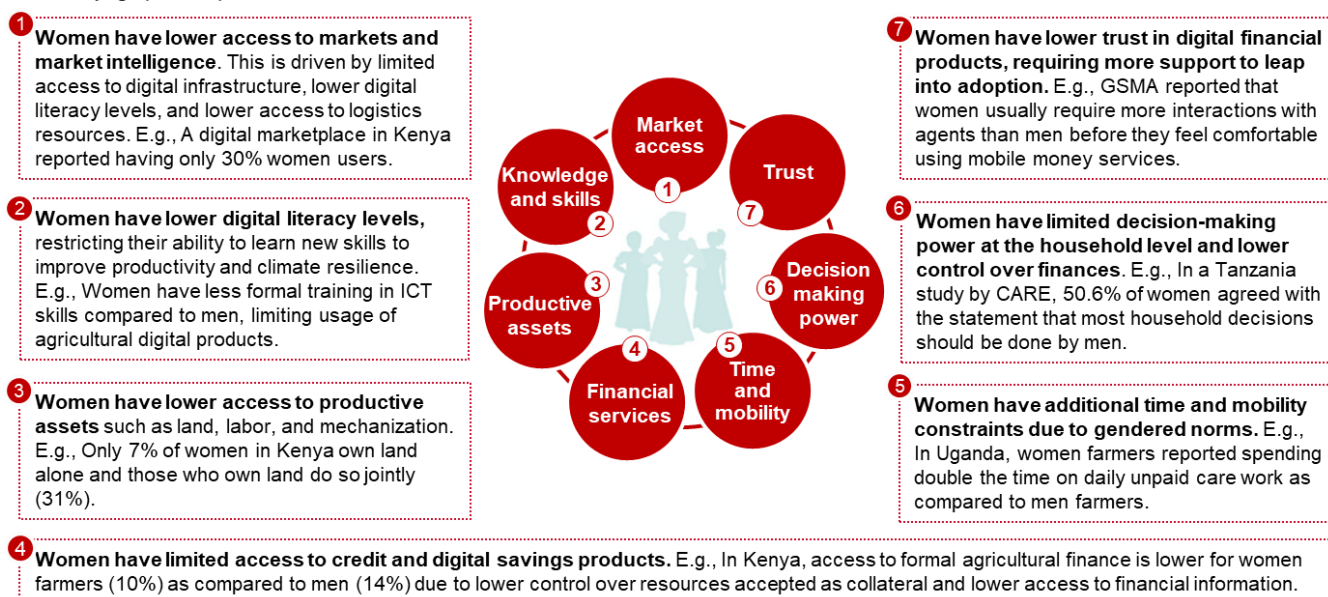 1
Women have lower access to markets and
market intelligence. This is driven by limited
access to digital infrastructure, lower digital
literacy levels, and lower access to logistics
resources. E.g., A digital marketplace in Kenya
reported having only 30% women users.
2
Women have lower digital literacy levels,
restricting their ability to learn new skills to
improve productivity and climate resilience.
E.g., Women have less formal training in ICT
skills compared to men, limiting usage of
agricultural digital products.
3
Women have lower access to productive
assets such as land, labor, and mechanization.
E.g., Only 7% of women in Kenya own land
alone and those who own land do so jointly
(31%).
Market
access
1
Knowledge
and skills
2
Productive
assets
3
Financial
services
4
Time
and
mobility
5
Decision
making
power
6
Trust
7
7
Women have lower trust in digital financial
products, requiring more support to leap
into adoption. E.g., GSMA reported that
women usually require more interactions with
agents than men before they feel comfortable
using mobile money services.
6
Women have limited decision-making
power at the household level and lower
control over finances. E.g., In a Tanzania
study by CARE, 50.6% of women agreed with
the statement that most household decisions
should be done by men.
5
Women have additional time and mobility
constraints due to gendered norms. E.g.,
In Uganda, women farmers reported spending
double the time on daily unpaid care work as
compared to men farmers.
4
Women have limited access to credit and digital savings products. E.g., In Kenya, access to formal agricultural finance is lower for women
farmers (10%) as compared to men (14%) due to lower control over resources accepted as collateral and lower access to financial information.